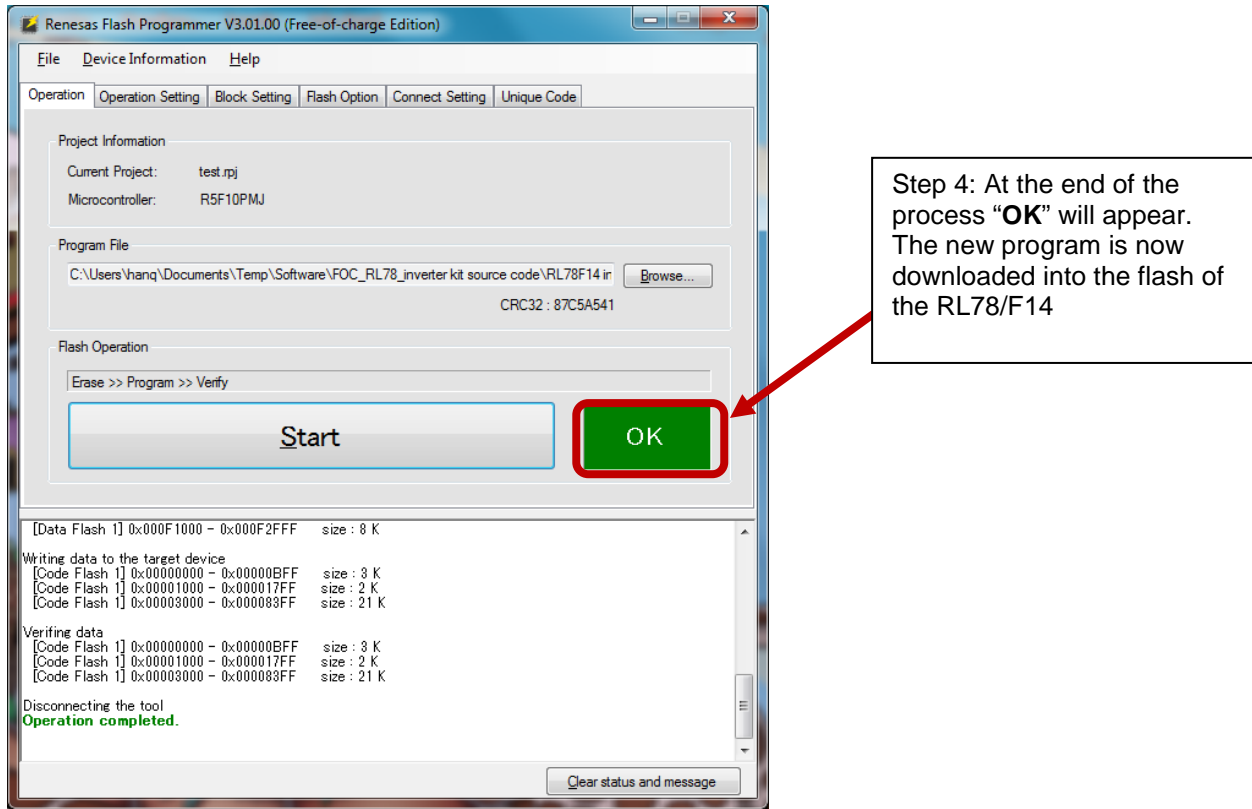 Renesas Flash Programmer V3.01.00 (Free-of-charge Edition)
File Device Information Help
Operation Operation Setting Block Setting Flash Option Connect Setting Unique Code
Project Information
Current Project: test.rpj
Microcontroller: R5F10PMJ
Program File
C:\Users\hanq\Documents\Temp\Software\FOC_RL78_inverter kit source code\RL78F14 in Browse...
CRC32 : 87C5A541
Flash Operation
Erase >> Program >> Verify
Start OK
[Data Flash 1] 0x000F1000 - 0x000F2FFF size : 8 K
Writing data to the target device
[Code Flash 1] 0x00000000 - 0x00000BFF size : 3 K
[Code Flash 1] 0x00001000 - 0x000017FF size : 2 K
[Code Flash 1] 0x00003000 - 0x000083FF size : 21 K
Verifing data
[Code Flash 1] 0x00000000 - 0x00000BFF size : 3 K
[Code Flash 1] 0x00001000 - 0x000017FF size : 2 K
[Code Flash 1] 0x00003000 - 0x000083FF size : 21 K
Disconnecting the tool
Operation completed.
Clear status and message
Step 4: At the end of the
process “OK” will appear.
The new program is now
downloaded into the flash of
the RL78/F14